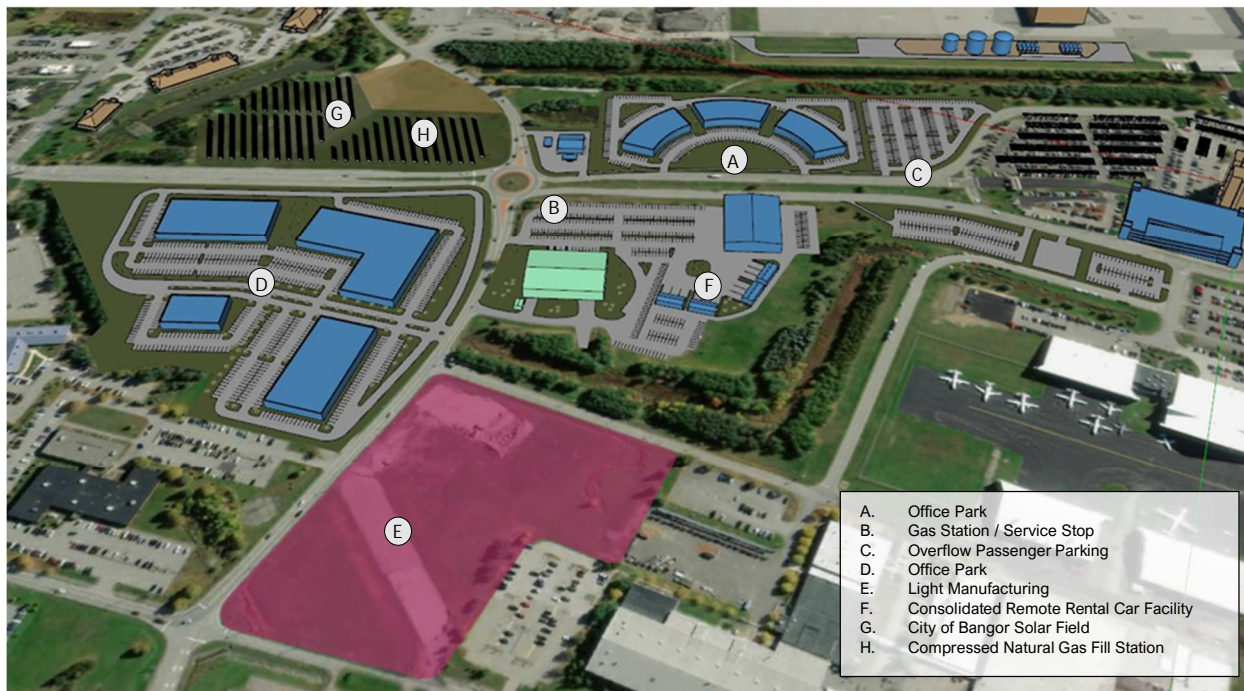 G
H
A
C
B
D
F
E
A. Office Park
B. Gas Station / Service Stop
C. Overflow Passenger Parking
D. Office Park
E. Light Manufacturing
F. Consolidated Remote Rental Car Facility
G. City of Bangor Solar Field
H. Compressed Natural Gas Fill Station